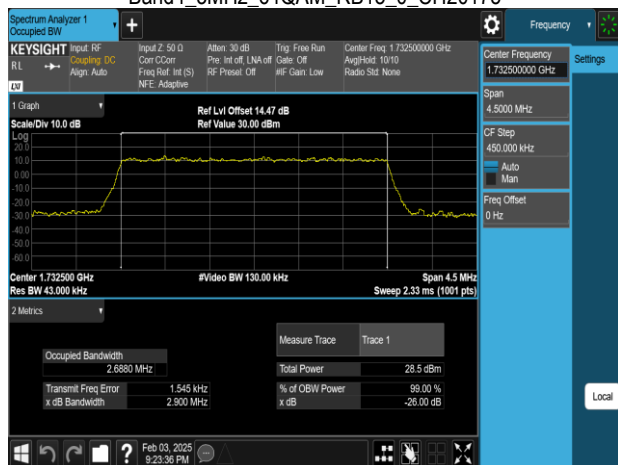 Band4_3MHz_64QAM_RB15_0_CH20175
Spectrum Analyzer 1
Occupied BW
+
Frequency
KEYSIGHT
RL
LXI
Input: RF
Coupling: DC
Align: Auto
Input Z: 50 Ω
Corr CCorr
Freq Ref: Int (S)
NFE: Adaptive
Atten: 30 dB
Pre: Int off, LNA off
RF Preset: Off
Trig: Free Run
Gate: Off
#IF Gain: Low
Center Freq: 1.732500000 GHz
Avg|Hold: 10/10
Radio Std: None
Center Frequency
1.732500000 GHz
Settings
Span
4.5000 MHz
CF Step
450.000 kHz
Auto
Man
Freq Offset
0 Hz
1 Graph
Scale/Div 10.0 dB
Ref Lvl Offset 14.47 dB
Ref Value 30.00 dBm
Log
20.0
10.0
0.00
-10.0
-20.0
-30.0
-40.0
-50.0
-60.0
Center 1.732500 GHz
#Video BW 130.00 kHz
Span 4.5 MHz
Res BW 43.000 kHz
Sweep 2.33 ms (1001 pts)
2 Metrics
Measure Trace
Trace 1
Occupied Bandwidth
2.6880 MHz
Total Power
28.5 dBm
Transmit Freq Error
1.545 kHz
% of OBW Power
99.00 %
x dB Bandwidth
2.900 MHz
x dB
-26.00 dB
Local
?
Feb 03, 2025
9:23:36 PM